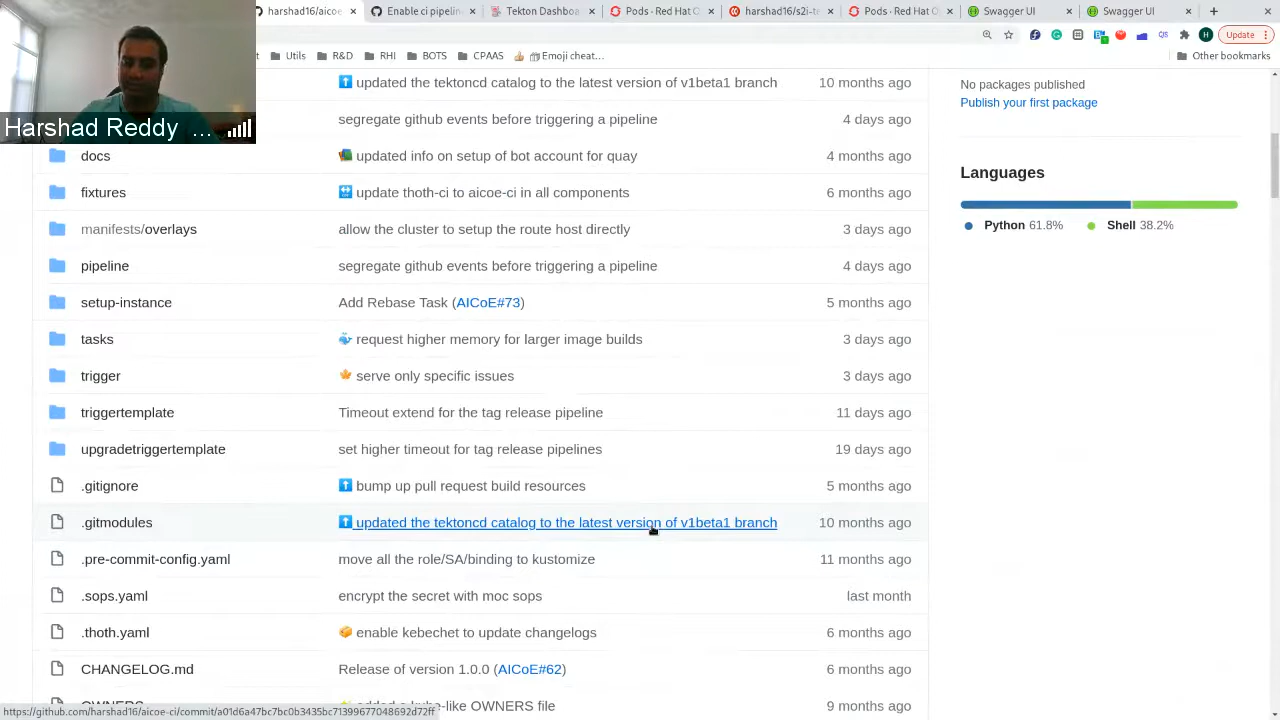 harshad16/aicoe-
Enable ci pipelin
Tekton Dashboa
Pods · Red Hat O
harshad16/s2i-tr
Pods · Red Hat O
Swagger UI
Swagger UI
Update
Utils
R&D
RHI
BOTS
CPAAS
Emoji cheat...
Other bookmarks
Harshad Reddy ...
updated the tektoncd catalog to the latest version of v1beta1 branch 10 months ago
segregate github events before triggering a pipeline 4 days ago
docs updated info on setup of bot account for quay 4 months ago
fixtures update thoth-ci to aicoe-ci in all components 6 months ago
manifests/overlays allow the cluster to setup the route host directly 3 days ago
pipeline segregate github events before triggering a pipeline 4 days ago
setup-instance Add Rebase Task (AICoE#73) 5 months ago
tasks request higher memory for larger image builds 3 days ago
trigger serve only specific issues 3 days ago
triggertemplate Timeout extend for the tag release pipeline 11 days ago
upgradetriggertemplate set higher timeout for tag release pipelines 19 days ago
.gitignore bump up pull request build resources 5 months ago
.gitmodules updated the tektoncd catalog to the latest version of v1beta1 branch 10 months ago
.pre-commit-config.yaml move all the role/SA/binding to kustomize 11 months ago
.sops.yaml encrypt the secret with moc sops last month
.thoth.yaml enable kebechet to update changelogs 6 months ago
CHANGELOG.md Release of version 1.0.0 (AICoE#62) 6 months ago
OWNERS added a kube-like OWNERS file 9 months ago
No packages published
Publish your first package
Languages
Python 61.8% Shell 38.2%
https://github.com/harshad16/aicoe-ci/commit/a01d6a47bc7bc0b3435bc71399677048692d72ff